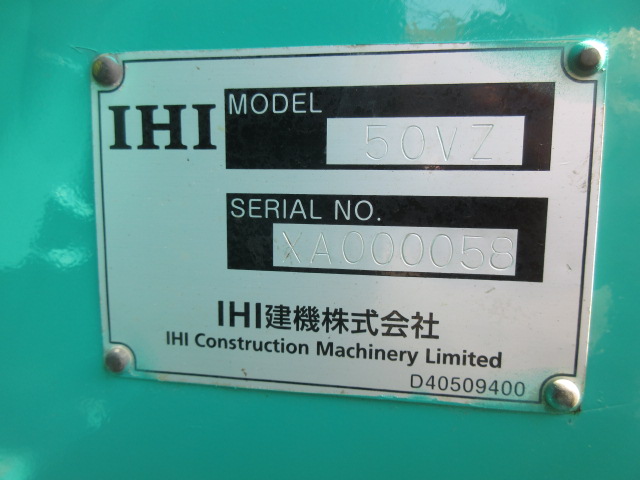 IHI
MODEL
50VZ
SERIAL NO.
XA000058
IHI建機株式会社
IHI Construction Machinery Limited
D40509400